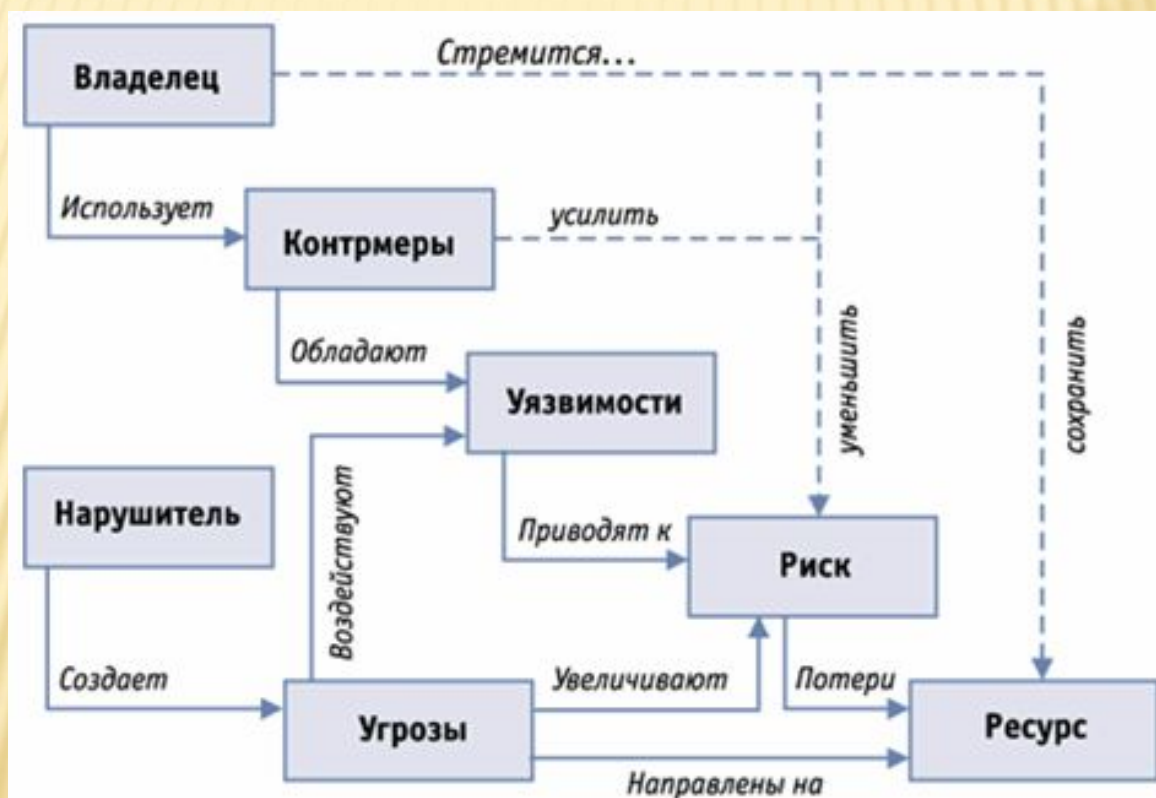 Стремится...
Владелец
Использует
усилить
Контрмеры
Обладают
уменьшить
сохранить
Уязвимости
Нарушитель
Воздействуют
Приводят к
Риск
Создает
Увеличивают
Потери
Угрозы
Ресурс
Направлены на